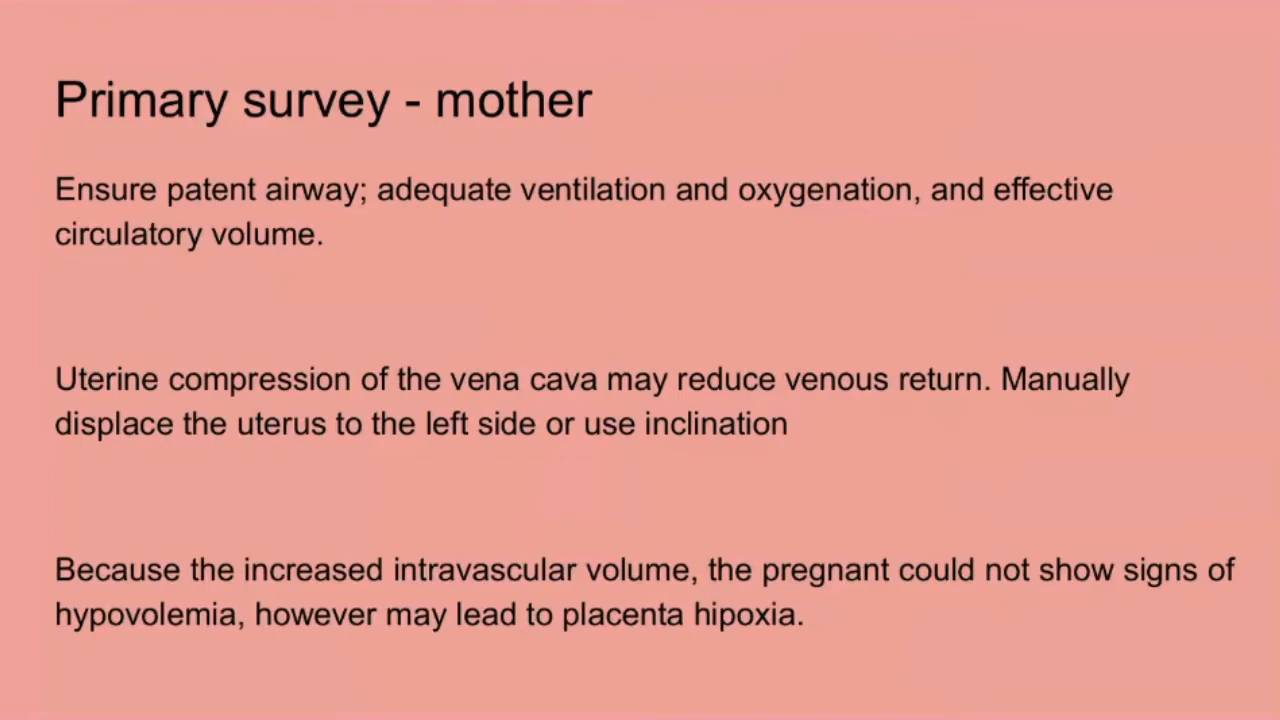 Primary survey - mother
Ensure patent airway; adequate ventilation and oxygenation, and effective
circulatory volume.
Uterine compression of the vena cava may reduce venous return. Manually
displace the uterus to the left side or use inclination
Because the increased intravascular volume, the pregnant could not show signs of
hypovolemia, however may lead to placenta hipoxia.